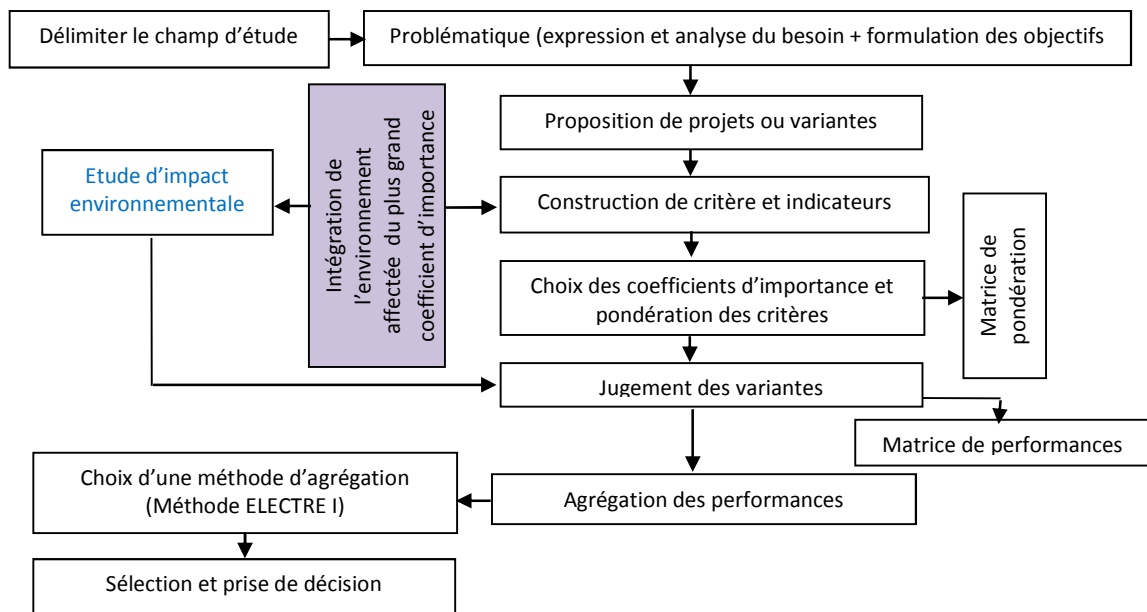 Délimiter le champ d’étude
Problématique (expression et analyse du besoin + formulation des objectifs
Proposition de projets ou variantes
Intégration de
l’environnement
affectée du plus grand
coefficient d’importance
Etude d’impact
environnementale
Construction de critère et indicateurs
Choix des coefficients d’importance et
pondération des critères
Matrice de
pondération
Jugement des variantes
Matrice de performances
Choix d’une méthode d’agrégation
(Méthode ELECTRE I)
Agrégation des performances
Sélection et prise de décision